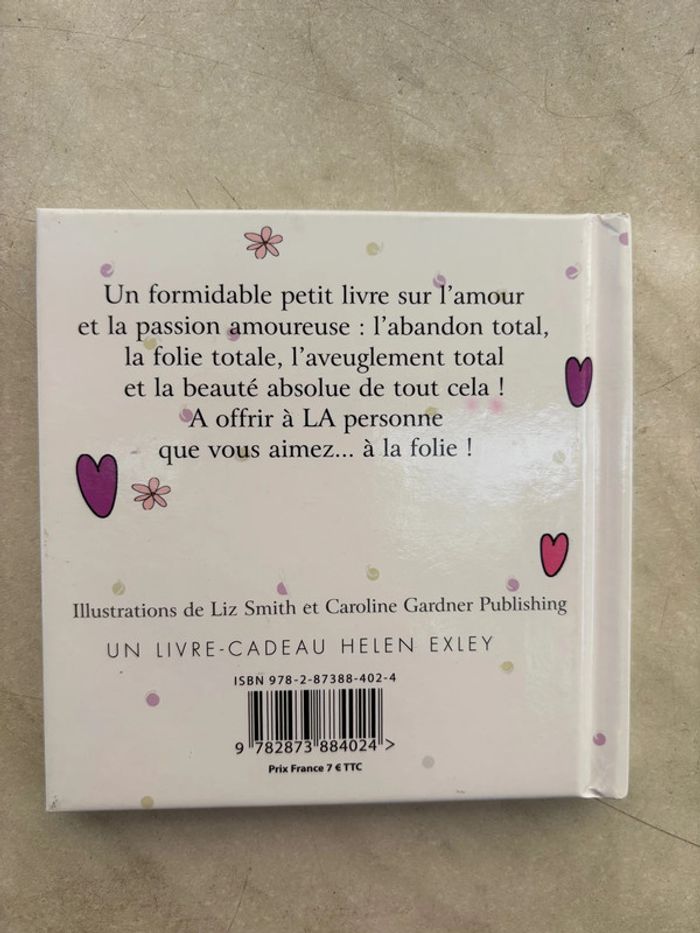 Un formidable petit livre sur l'amour
et la passion amoureuse : l'abandon total,
la folie totale, l'aveuglement total
et la beauté absolue de tout cela !
A offrir à LA personne
que vous aimez... à la folie !
Illustrations de Liz Smith et Caroline Gardner Publishing
UN LIVRE-CADEAU HELEN EXLEY
ISBN 978-2-87388-402-4
9 782873 884024 >
Prix France 7 € TTC